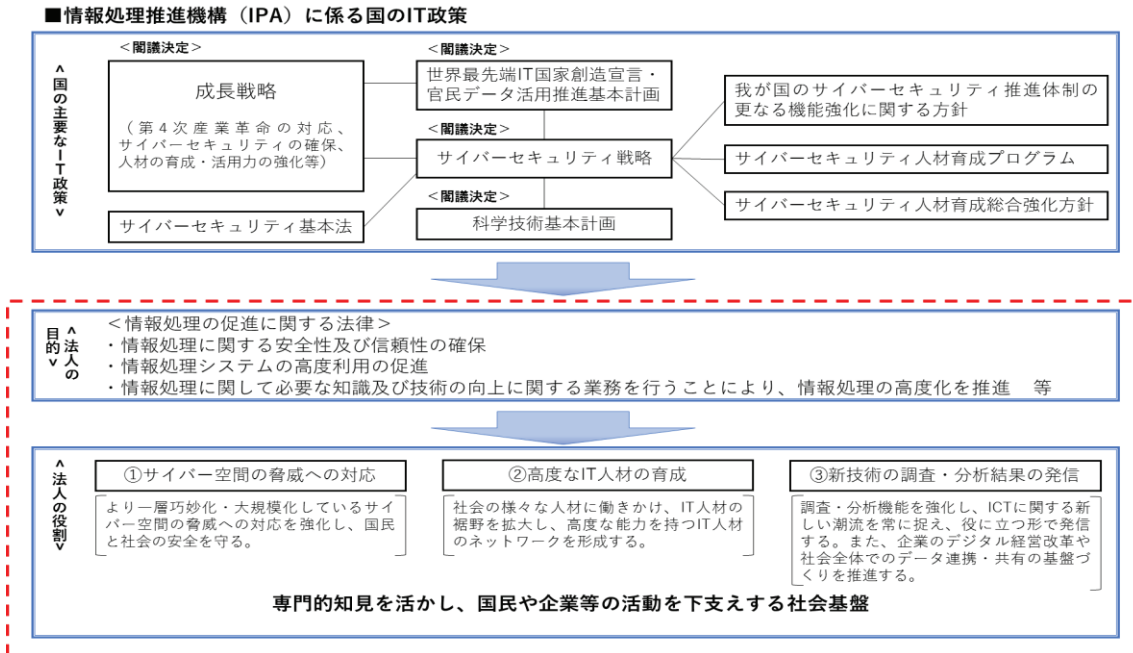 ■情報処理推進機構（IPA）に係る国のIT政策
＜国の主要なIT政策＞
＜閣議決定＞
成長戦略
（第4次産業革命の対応、
サイバーセキュリティの確保、
人材の育成・活用力の強化等）
サイバーセキュリティ基本法
＜閣議決定＞
世界最先端IT国家創造宣言・
官民データ活用推進基本計画
＜閣議決定＞
サイバーセキュリティ戦略
＜閣議決定＞
科学技術基本計画
我が国のサイバーセキュリティ推進体制の
更なる機能強化に関する方針
サイバーセキュリティ人材育成プログラム
サイバーセキュリティ人材育成総合強化方針
＜法人の
目的＞
＜情報処理の促進に関する法律＞
・情報処理に関する安全性及び信頼性の確保
・情報処理システムの高度利用の促進
・情報処理に関して必要な知識及び技術の向上に関する業務を行うことにより、情報処理の高度化を推進　等
＜法人の役割＞
①サイバー空間の脅威への対応
より一層巧妙化・大規模化しているサイ
バー空間の脅威への対応を強化し、国民
と社会の安全を守る。
②高度なIT人材の育成
社会の様々な人材に働きかけ、IT人材の
裾野を拡大し、高度な能力を持つIT人材
のネットワークを形成する。
③新技術の調査・分析結果の発信
調査・分析機能を強化し、ICTに関する新
しい潮流を常に捉え、役に立つ形で発信
する。また、企業のデジタル経営改革や
社会全体でのデータ連携・共有の基盤づ
くりを推進する。
専門的知見を活かし、国民や企業等の活動を下支えする社会基盤